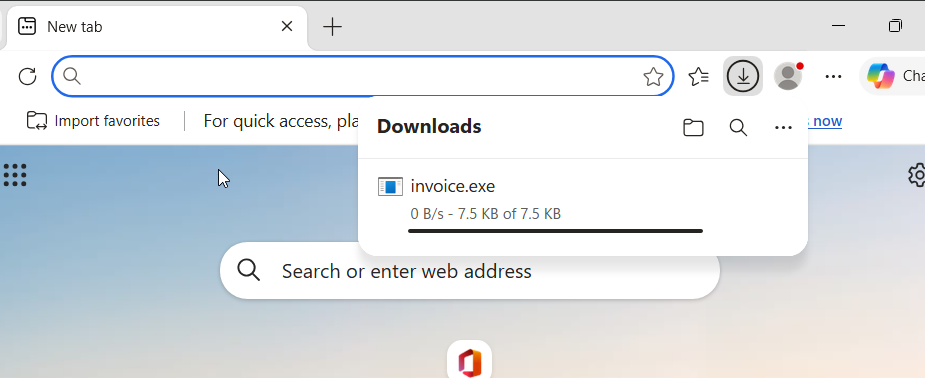 New tab
Cha
Import favorites
For quick access, pla
s now
Downloads
invoice.exe
0 B/s - 7.5 KB of 7.5 KB
Search or enter web address